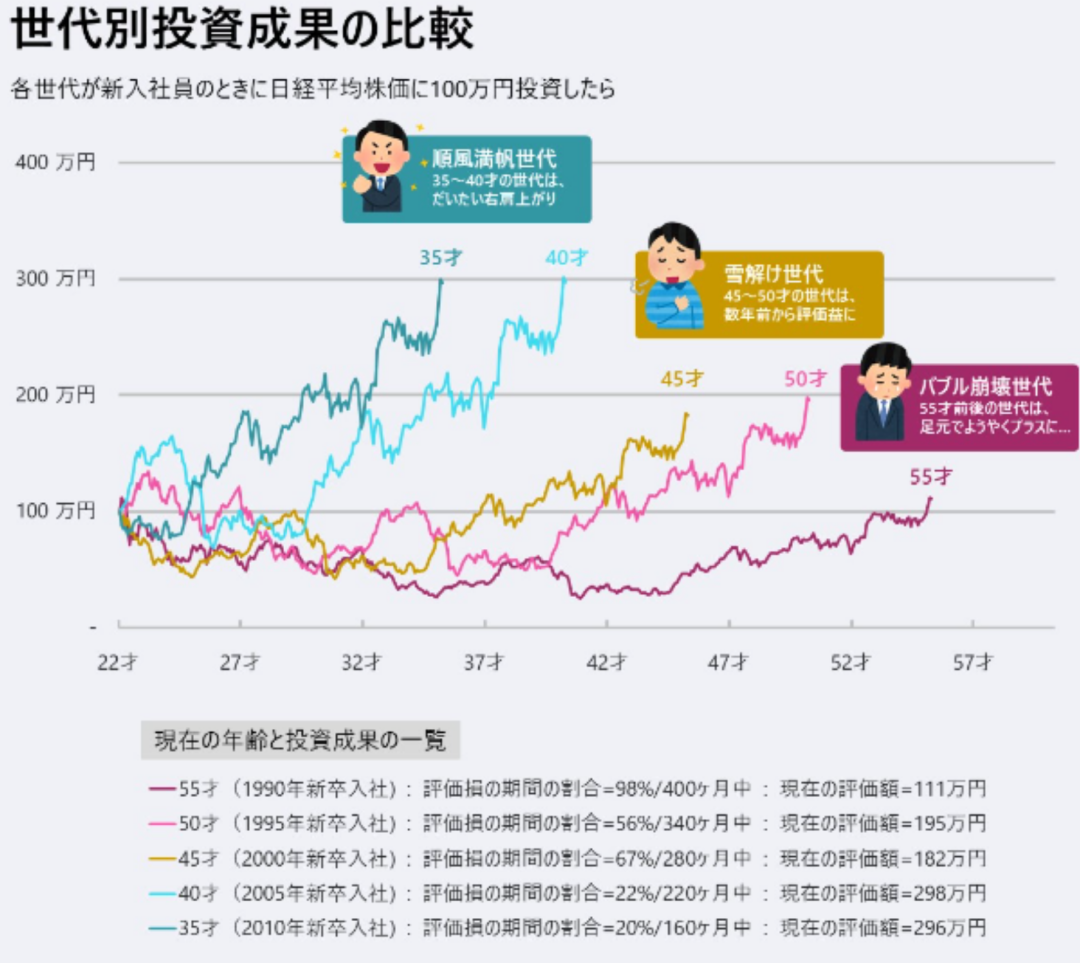 世代別投資成果の比較
各世代が新入社員のときに日経平均株価に100万円投資したら
400 万円
順風満帆世代
35〜40才の世代は、
だいたい右肩上がり
300 万円
35才
40才
雪解け世代
45〜50才の世代は、
数年前から評価益に
200 万円
45才
50才
バブル崩壊世代
55才前後の世代は、
足元でようやくプラスに...
55才
100 万円
-
22才
27才
32才
37才
42才
47才
52才
57才
現在の年齢と投資成果の一覧
55才（1990年新卒入社）：評価損の期間の割合=98%/400ヶ月中 ： 現在の評価額=111万円
50才（1995年新卒入社）：評価損の期間の割合=56%/340ヶ月中 ： 現在の評価額=195万円
45才（2000年新卒入社）：評価損の期間の割合=67%/280ヶ月中 ： 現在の評価額=182万円
40才（2005年新卒入社）：評価損の期間の割合=22%/220ヶ月中 ： 現在の評価額=298万円
35才（2010年新卒入社）：評価損の期間の割合=20%/160ヶ月中 ： 現在の評価額=296万円